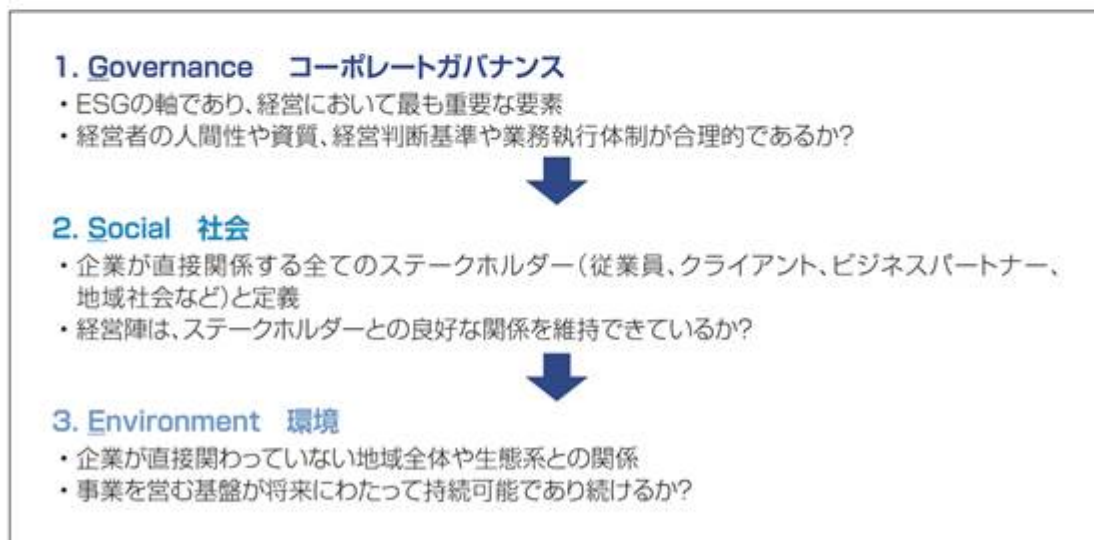 1. Governance　コーポレートガバナンス
・ESGの軸であり、経営において最も重要な要素
・経営者の人間性や資質、経営判断基準や業務執行体制が合理的であるか?
2. Social　社会
・企業が直接関係する全てのステークホルダー(従業員、クライアント、ビジネスパートナー、
地域社会など)と定義
・経営陣は、ステークホルダーとの良好な関係を維持できているか?
3. Environment　環境
・企業が直接関わっていない地域全体や生態系との関係
・事業を営む基盤が将来にわたって持続可能であり続けるか?